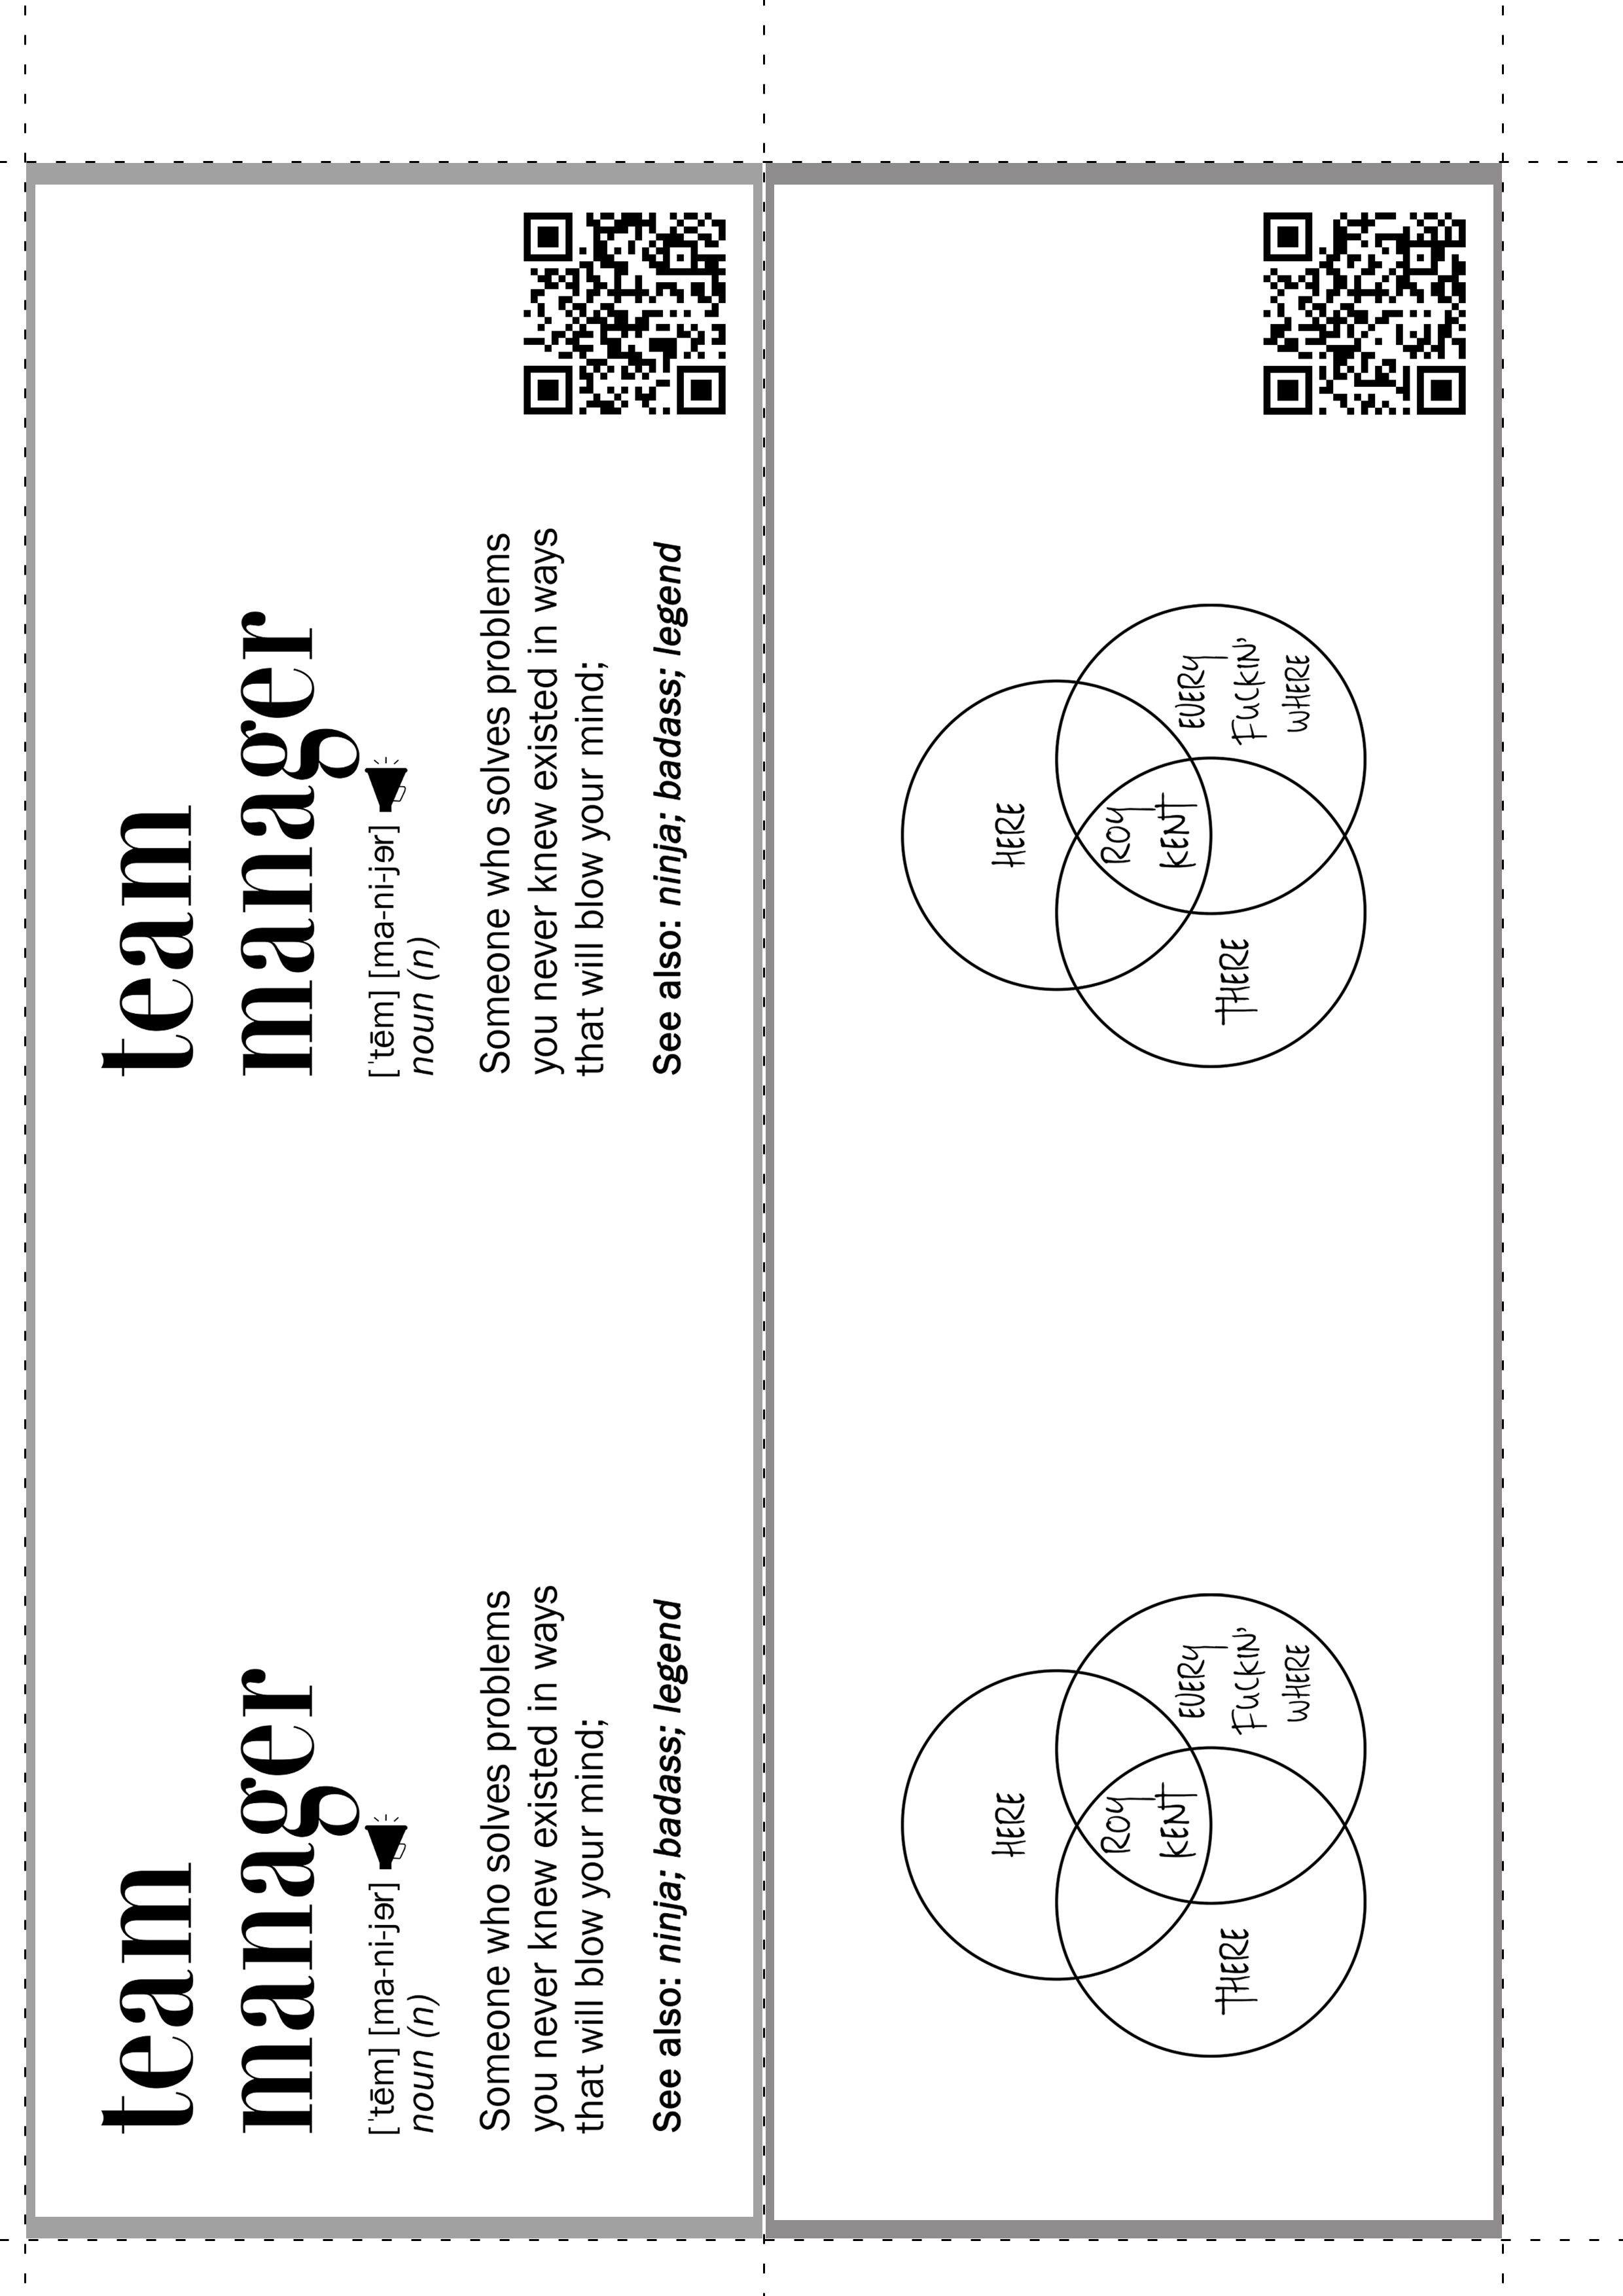 team
manager
[ˈtēm] [ma-ni-jər]
noun (n)
Someone who solves problems
you never knew existed in ways
that will blow your mind;
See also: ninja; badass; legend
team
manager
[ˈtēm] [ma-ni-jər]
noun (n)
Someone who solves problems
you never knew existed in ways
that will blow your mind;
See also: ninja; badass; legend
HERE
ROY
KENT
THERE
EVERY
FUCKIN'
WHERE
HERE
ROY
KENT
THERE
EVERY
FUCKIN'
WHERE